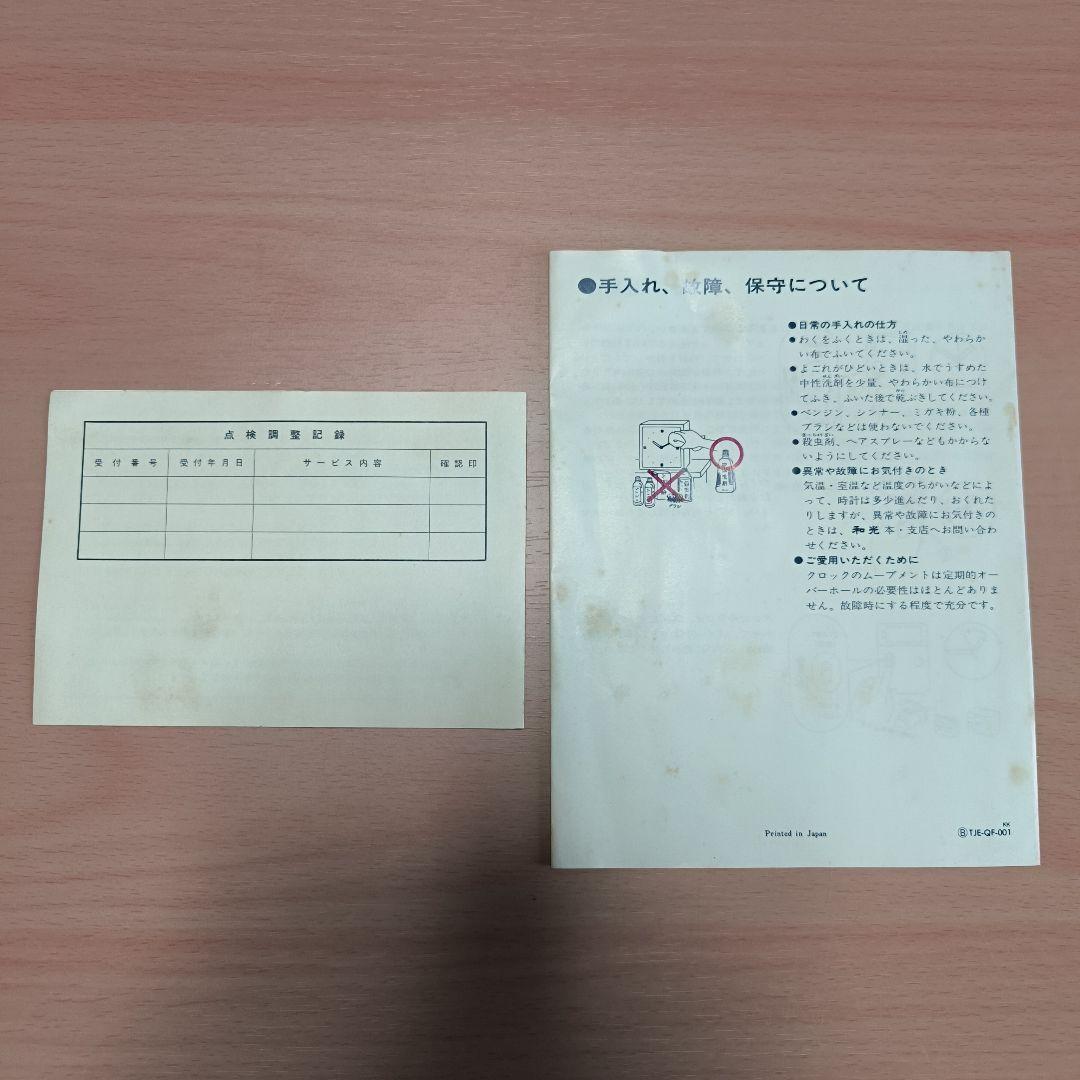 点検調整記録
受付番号 受付年月日 サービス内容 確認印
●手入れ、故障、保守について
●日常の手入れの仕方
●わくをふくときは、湿った、やわらか
い布でふいてください。
●よごれがひどいときは、水でうすめた
中性洗剤を少量、やわらかい布につけ
てふき、ふいた後で乾ぶきしてください。
●ベンジン、シンナー、ミガキ粉、各種
ブラシなどは使わないでください。
●殺虫剤、ヘアスプレーなどもかからな
いようにしてください。
●異常や故障にお気付きのとき
気温・室温など温度のちがいなどによ
って、時計は多少進んだり、おくれた
りしますが、異常や故障にお気付きの
ときは、和光本・支店へお問い合わ
せください。
●ご愛用いただくために
クロックのムーブメントは定期的オー
バーホールの必要性はほとんどありま
せん。故障時にする程度で充分です。
Printed in Japan
KK
Ⓑ TJE-QF-001